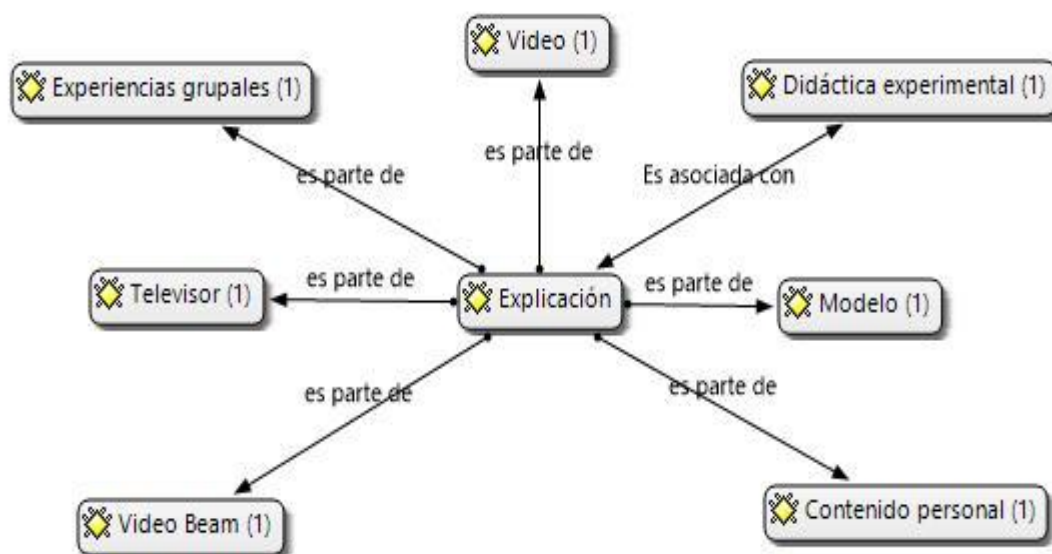 Video (1)
Experiencias grupales (1)
Didáctica experimental (1)
es parte de
es parte de
Es asociada con
Televisor (1)
es parte de
Explicación
es parte de
Modelo (1)
es parte de
es parte de
Video Beam (1)
Contenido personal (1)